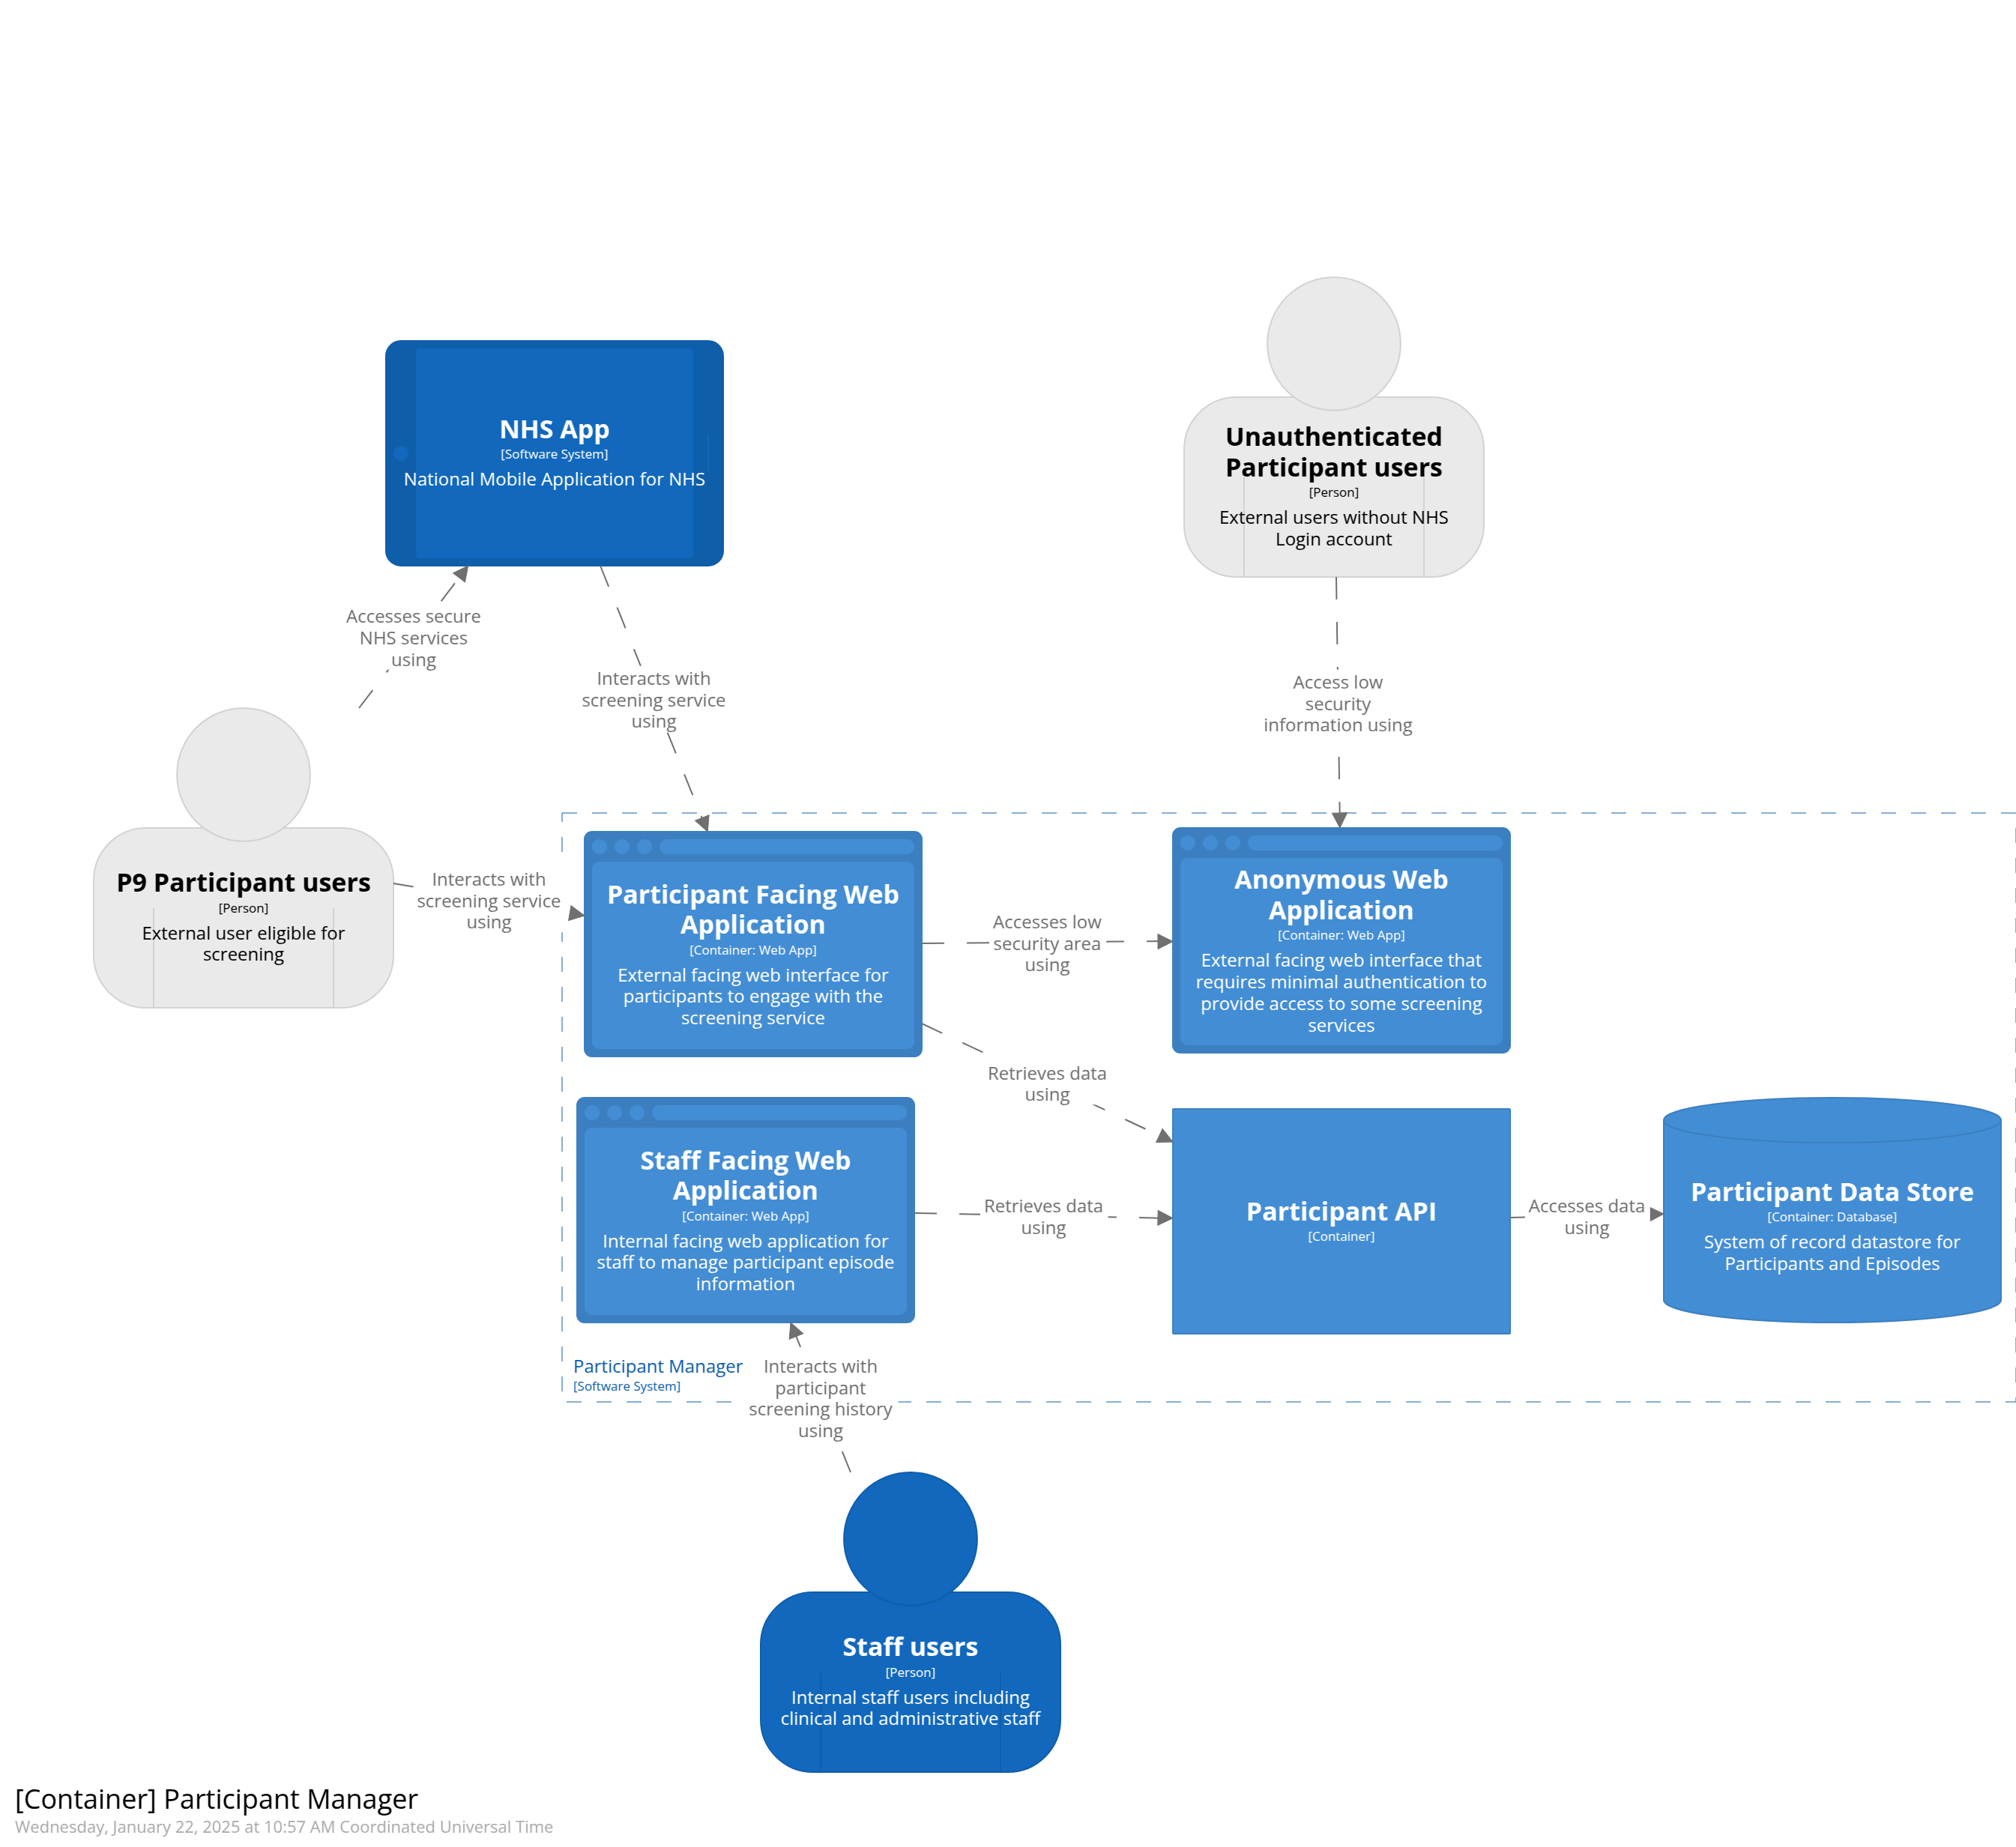 NHS App
[Software System]
National Mobile Application for NHS
Unauthenticated
Participant users
[Person]
External users without NHS
Login account
Accesses secure
NHS services
using
Interacts with
screening service
using
Access low
security
information using
P9 Participant users
[Person]
External user eligible for
screening
Interacts with
screening service
using
Participant Facing Web
Application
[Container: Web App]
External facing web interface for
participants to engage with the
screening service
Accesses low
security area
using
Anonymous Web
Application
[Container: Web App]
External facing web interface that
requires minimal authentication to
provide access to some screening
services
Retrieves data
using
Staff Facing Web
Application
[Container: Web App]
Internal facing web application for
staff to manage participant episode
information
Retrieves data
using
Participant API
[Container]
Accesses data
using
Participant Data Store
[Container: Database]
System of record datastore for
Participants and Episodes
Participant Manager
[Software System]
Interacts with
participant
screening history
using
Staff users
[Person]
Internal staff users including
clinical and administrative staff
[Container] Participant Manager
Wednesday, January 22, 2025 at 10:57 AM Coordinated Universal Time